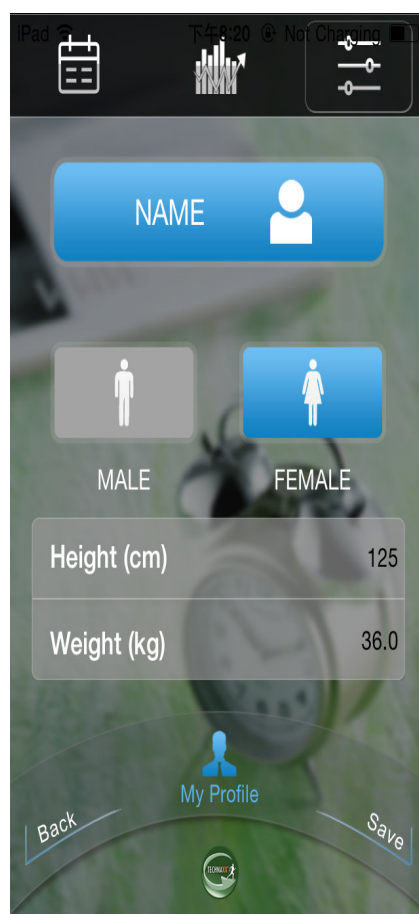 iPad 下午8:20 Not Charging
NAME
MALE FEMALE
Height (cm) 125
Weight (kg) 36.0
My Profile
Back Save
TECHNAXX